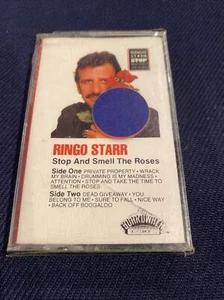 RINGO STARR
Stop And Smell The Roses
Side One PRIVATE PROPERTY • WRACK
MY BRAIN • DRUMMING IS MY MADNESS •
ATTENTION • STOP AND TAKE THE TIME TO
SMELL THE ROSES
Side Two DEAD GIVEAWAY • YOU
BELONG TO ME • SURE TO FALL • NICE WAY
• BACK OFF BOOGALOO
BOARDWALK